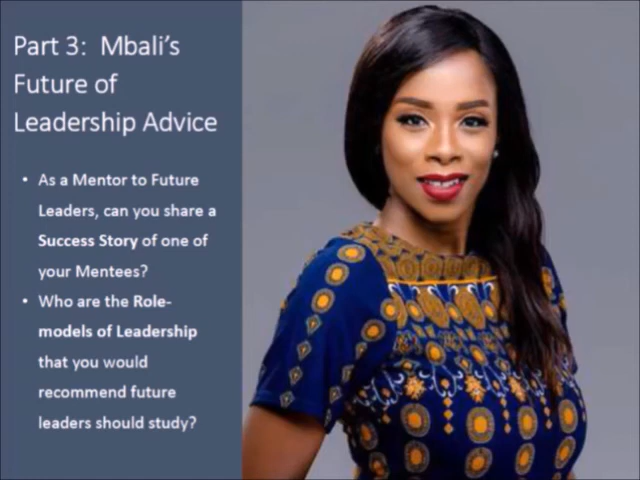 Part 3:  Mbali’s
Future of
Leadership Advice
• As a Mentor to Future
Leaders, can you share a
Success Story of one of
your Mentees?
• Who are the Role-
models of Leadership
that you would
recommend future
leaders should study?